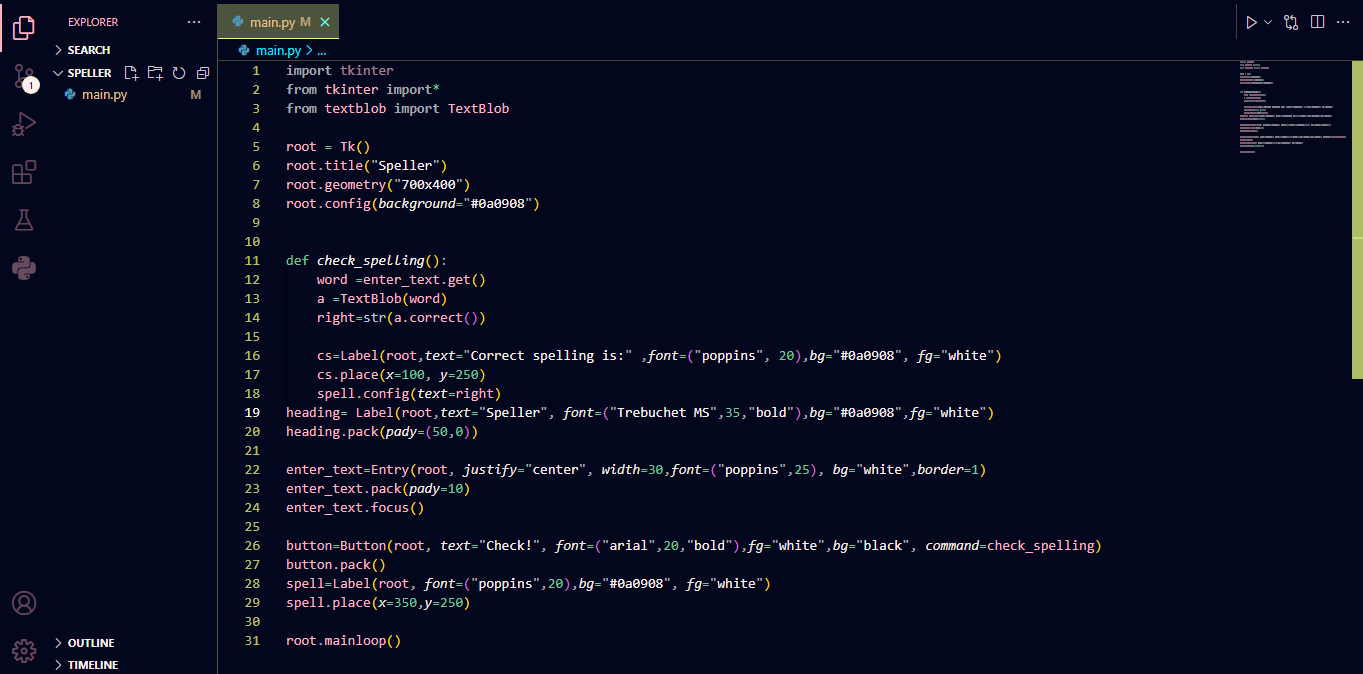 EXPLORER
SEARCH
SPELLER
main.py M
1
OUTLINE
TIMELINE
main.py M
main.py > ...
1 import tkinter
2 from tkinter import*
3 from textblob import TextBlob
4
5 root = Tk()
6 root.title("Speller")
7 root.geometry("700x400")
8 root.config(background="#0a0908")
9
10
11 def check_spelling():
12 word =enter_text.get()
13 a =TextBlob(word)
14 right=str(a.correct())
15
16 cs=Label(root,text="Correct spelling is:" ,font=("poppins", 20),bg="#0a0908", fg="white")
17 cs.place(x=100, y=250)
18 spell.config(text=right)
19 heading= Label(root,text="Speller", font=("Trebuchet MS",35,"bold"),bg="#0a0908",fg="white")
20 heading.pack(pady=(50,0))
21
22 enter_text=Entry(root, justify="center", width=30,font=("poppins",25), bg="white",border=1)
23 enter_text.pack(pady=10)
24 enter_text.focus()
25
26 button=Button(root, text="Check!", font=("arial",20,"bold"),fg="white",bg="black", command=check_spelling)
27 button.pack()
28 spell=Label(root, font=("poppins",20),bg="#0a0908", fg="white")
29 spell.place(x=350,y=250)
30
31 root.mainloop()